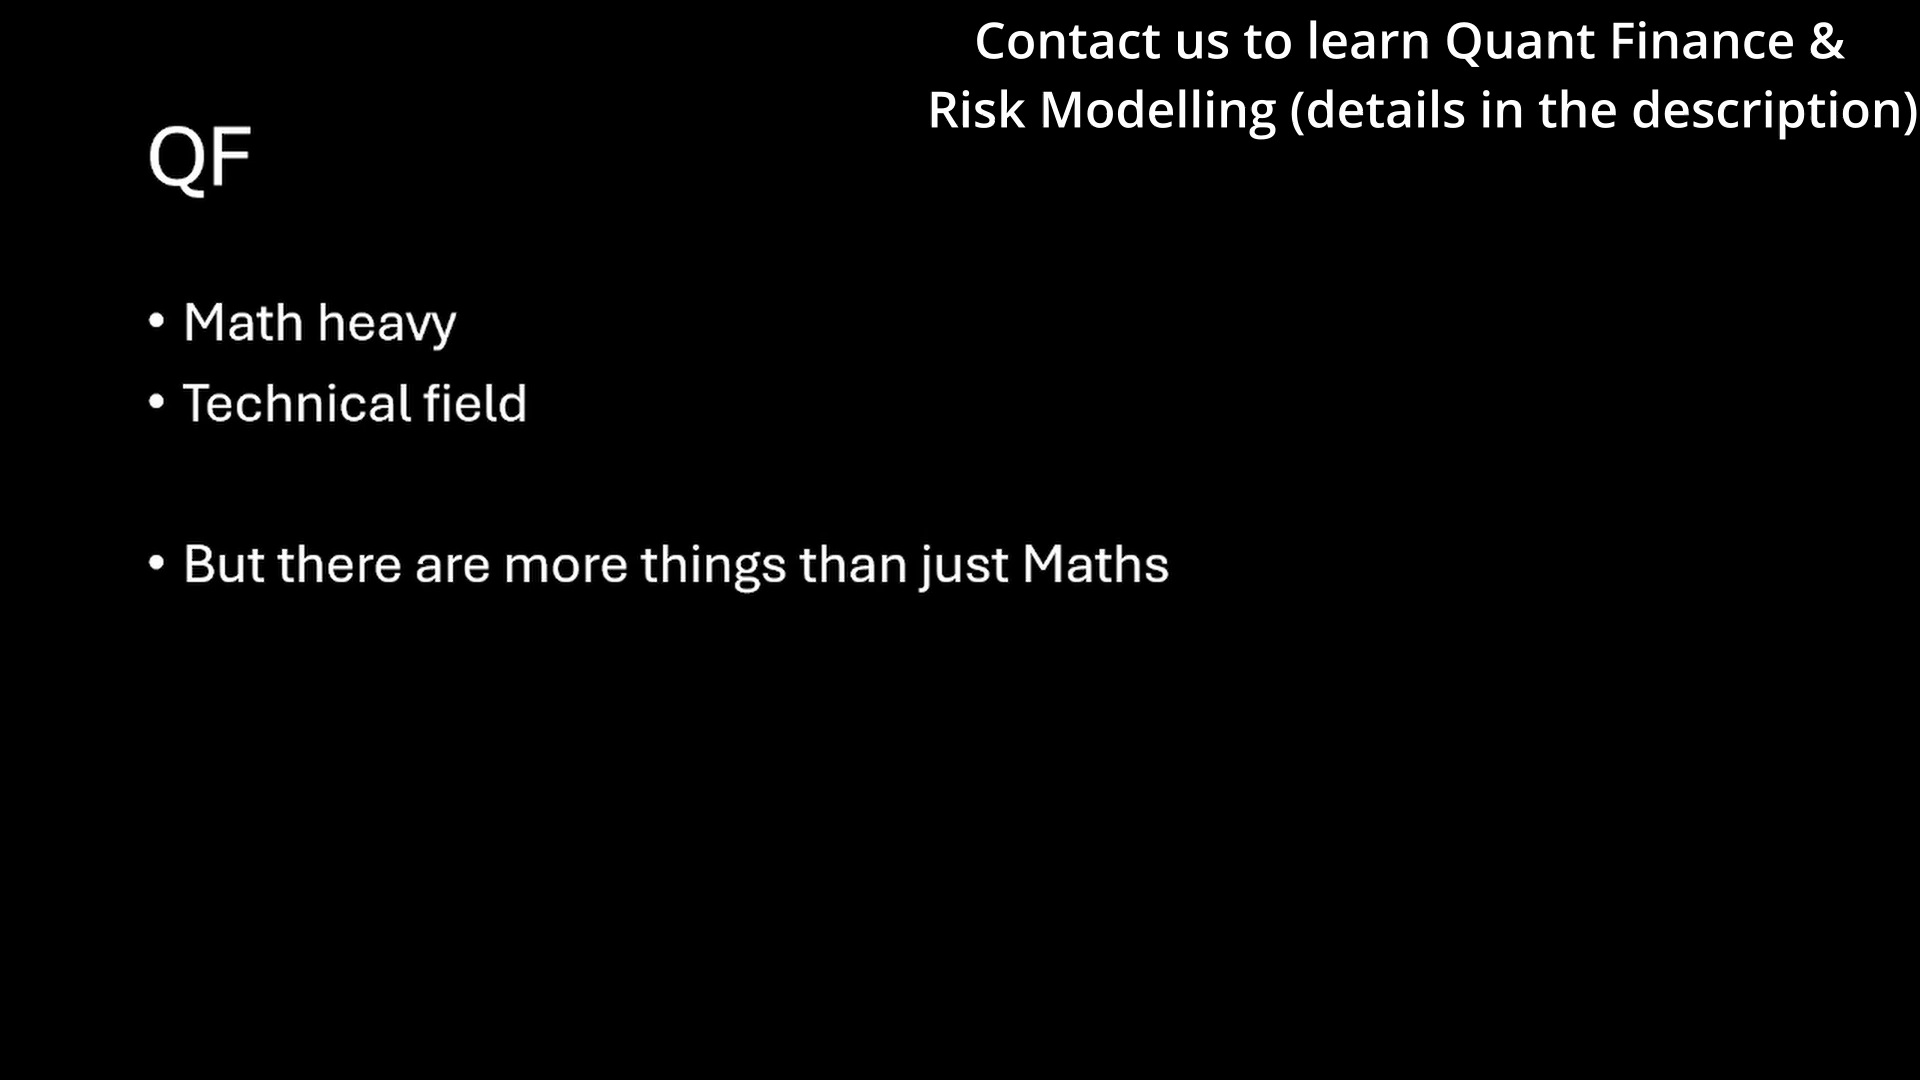 Contact us to learn Quant Finance &
Risk Modelling (details in the description)
QF
• Math heavy
• Technical field
• But there are more things than just Maths